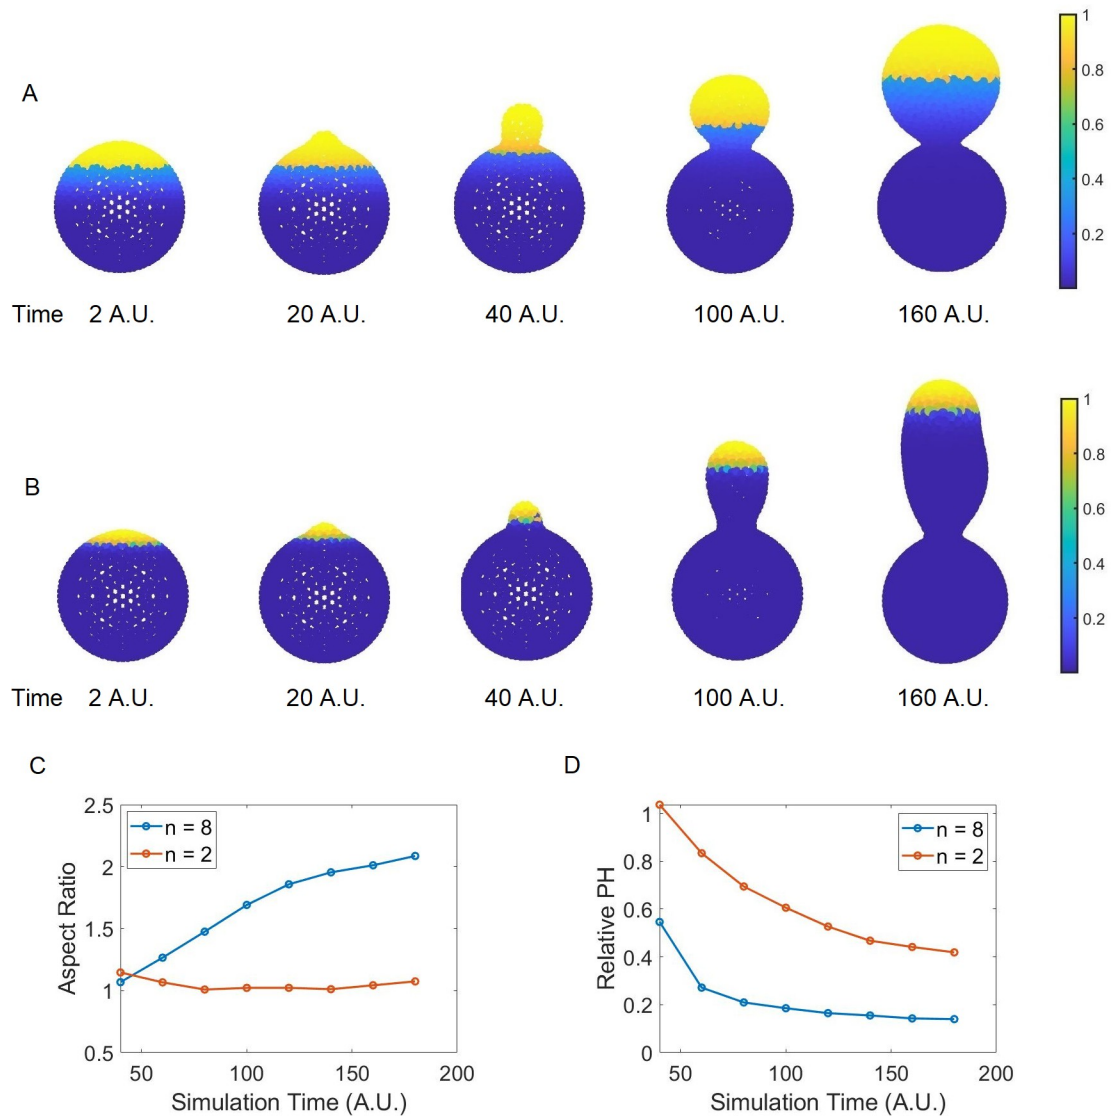 A
1
0.8
0.6
0.4
0.2
Time 2 A.U. 20 A.U. 40 A.U. 100 A.U. 160 A.U.
B
1
0.8
0.6
0.4
0.2
Time 2 A.U. 20 A.U. 40 A.U. 100 A.U. 160 A.U.
C
2.5
2
1.5
1
0.5
Aspect Ratio
n = 8
n = 2
50 100 150 200
Simulation Time (A.U.)
D
1
0.8
0.6
0.4
0.2
0
Relative PH
n = 8
n = 2
50 100 150 200
Simulation Time (A.U.)